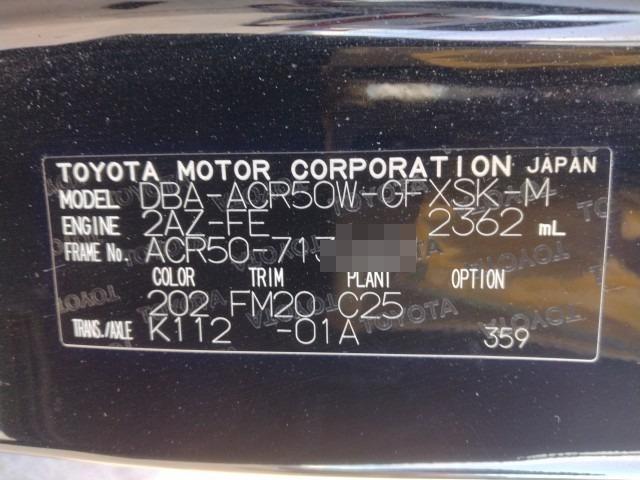 TOYOTA MOTOR CORPORATION JAPAN
MODEL DBA-ACR50W-GFXSK-M
ENGINE 2AZ-FE 2362 mL
FRAME No. ACR50-71
COLOR TRIM PLANT OPTION
202 FM20 C25
TRANS./AXLE K112 -01A 359